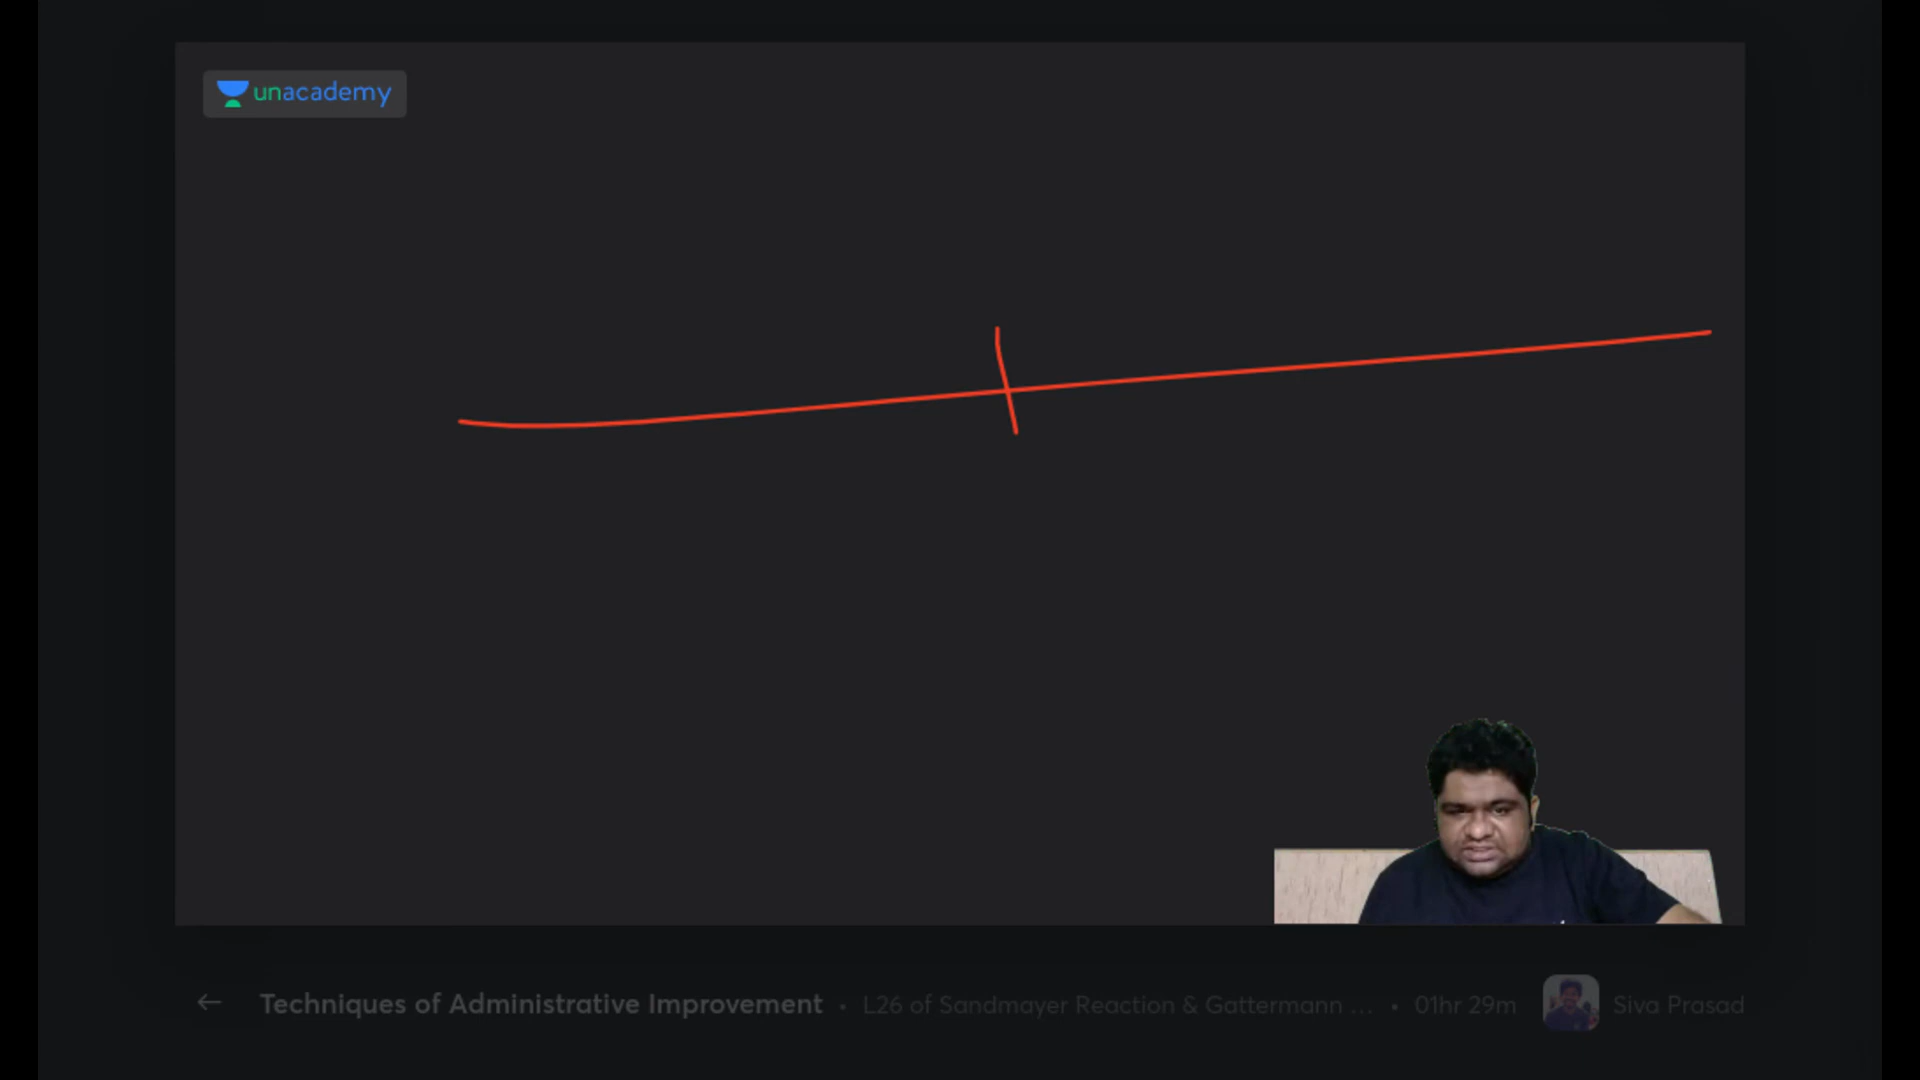 unacademy
Techniques of Administrative Improvement • L26 of Sandmayer Reaction & Gattermann ... • 01hr 29m Siva Prasad